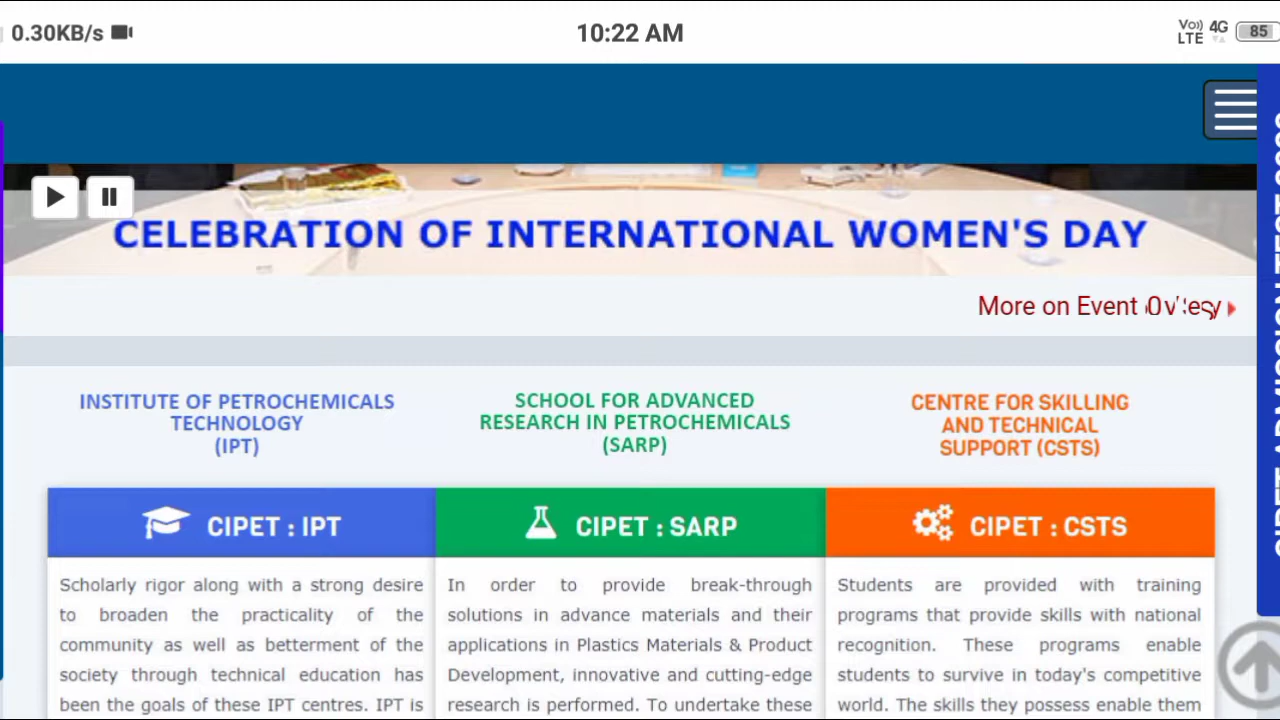 0.30KB/s
10:22 AM
Vo)) LTE 4G 85
CELEBRATION OF INTERNATIONAL WOMEN'S DAY
More on Event
INSTITUTE OF PETROCHEMICALS
TECHNOLOGY
(IPT)
SCHOOL FOR ADVANCED
RESEARCH IN PETROCHEMICALS
(SARP)
CENTRE FOR SKILLING
AND TECHNICAL
SUPPORT (CSTS)
CIPET : IPT
Scholarly rigor along with a strong desire
to broaden the practicality of the
community as well as betterment of the
society through technical education has
been the goals of these IPT centres. IPT is
CIPET : SARP
In order to provide break-through
solutions in advance materials and their
applications in Plastics Materials & Product
Development, innovative and cutting-edge
research is performed. To undertake these
CIPET : CSTS
Students are provided with training
programs that provide skills with national
recognition. These programs enable
students to survive in today's competitive
world. The skills they possess enable them